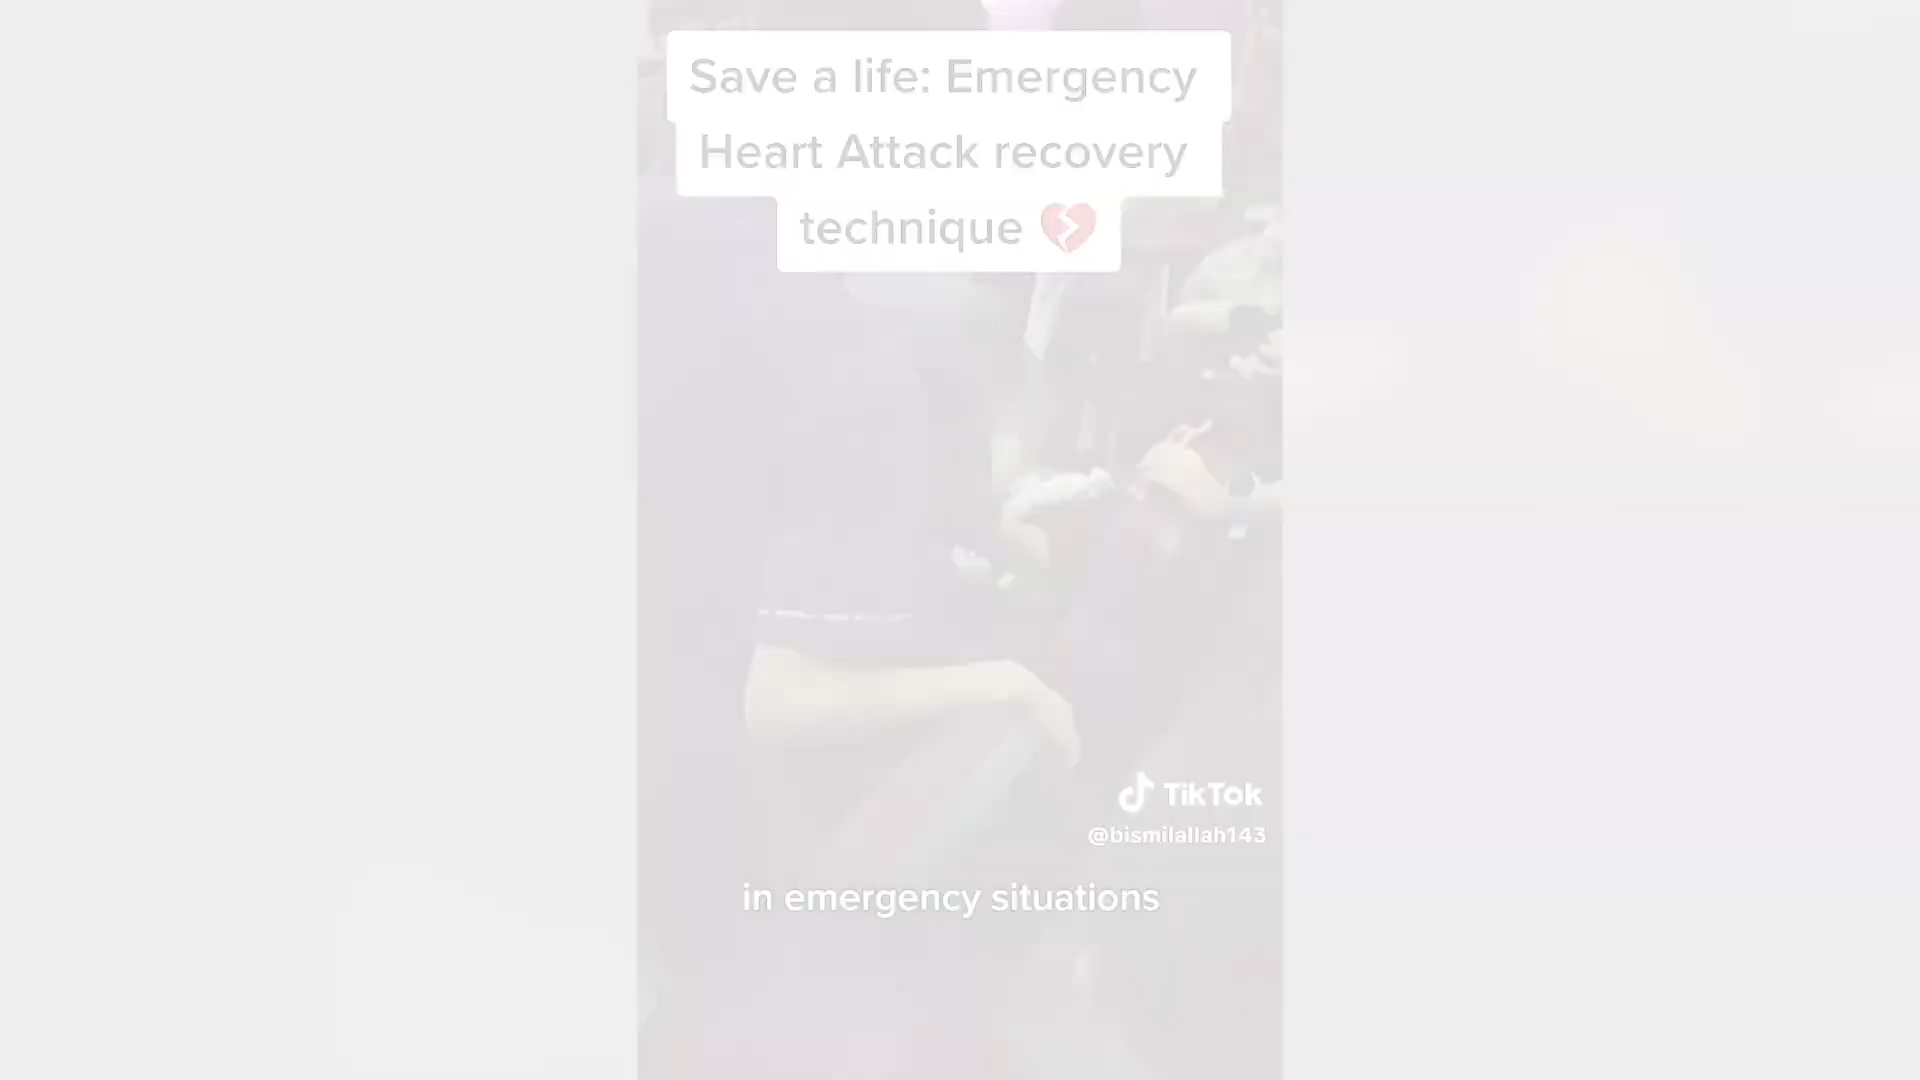 Save a life: Emergency
Heart Attack recovery
technique 💔
TikTok
@bismilallah143
in emergency situations